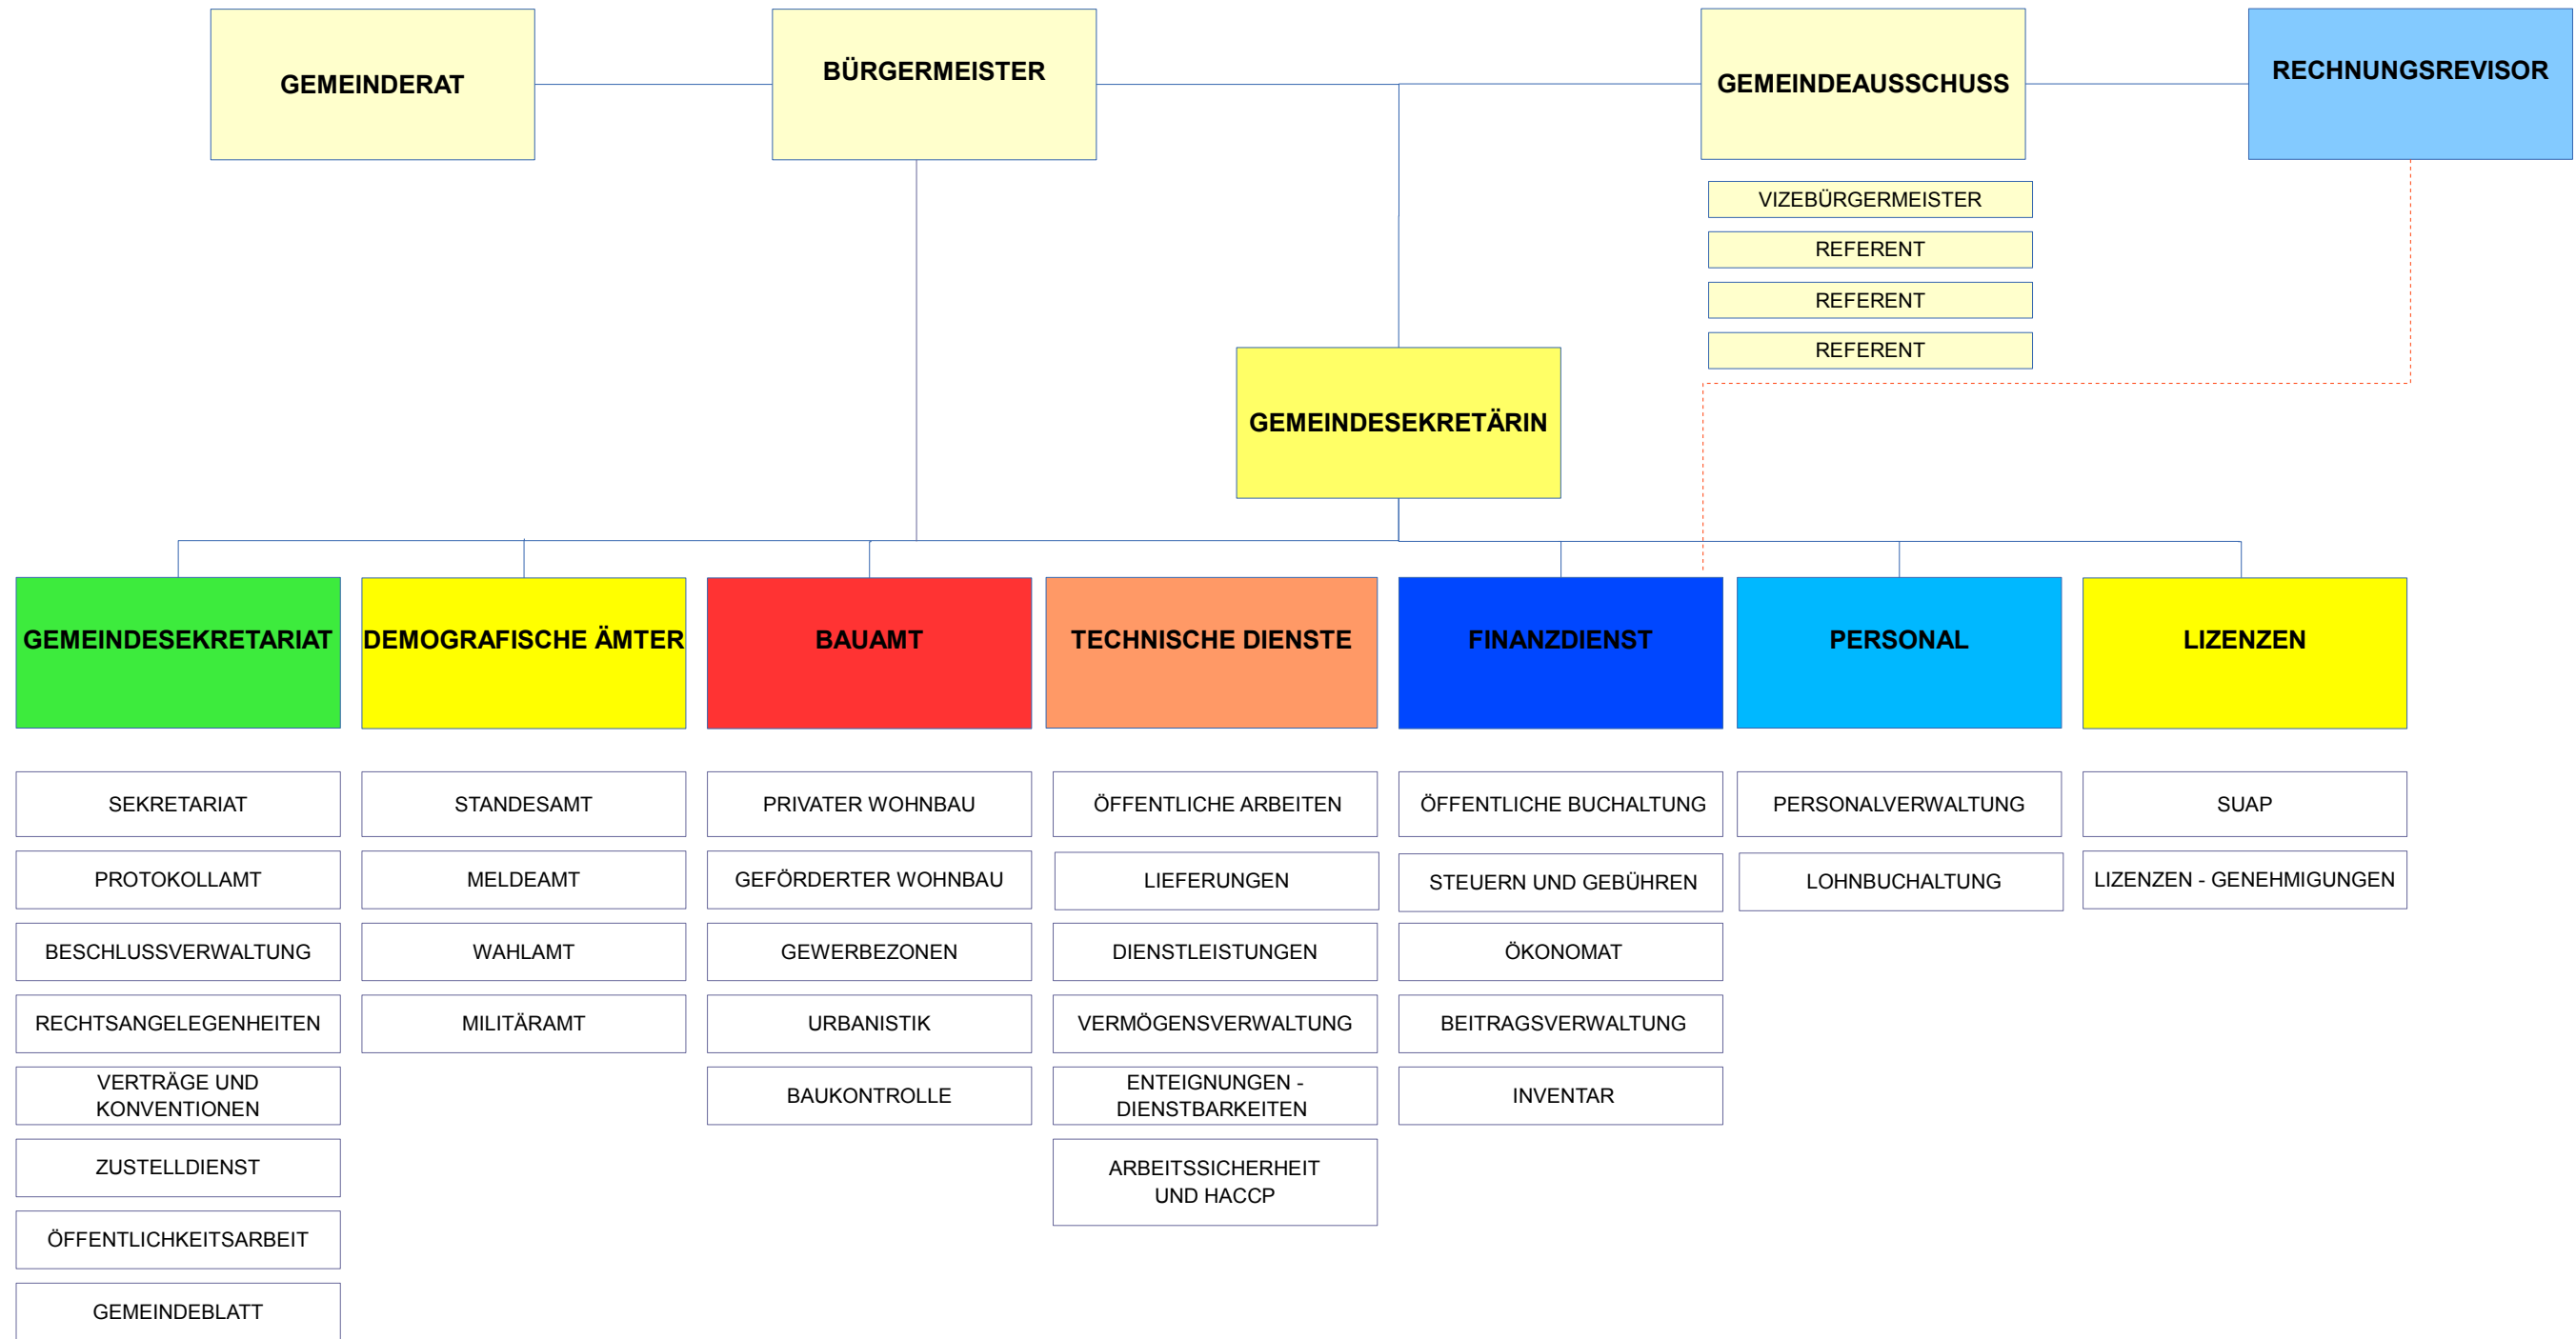 GEMEINDERAT
BÜRGERMEISTER
GEMEINDEAUSSCHUSS
RECHNUNGSREVISOR
VIZEBÜRGERMEISTER
REFERENT
REFERENT
REFERENT
GEMEINDESEKRETÄRIN
GEMEINDESEKRETARIAT
DEMOGRAFISCHE ÄMTER
BAUAMT
TECHNISCHE DIENSTE
FINANZDIENST
PERSONAL
LIZENZEN
SEKRETARIAT
STANDESAMT
PRIVATER WOHNBAU
ÖFFENTLICHE ARBEITEN
ÖFFENTLICHE BUCHALTUNG
PERSONALVERWALTUNG
SUAP
PROTOKOLLAMT
MELDEAMT
GEFÖRDERTER WOHNBAU
LIEFERUNGEN
STEUERN UND GEBÜHREN
LOHNBUCHALTUNG
LIZENZEN - GENEHMIGUNGEN
BESCHLUSSVERWALTUNG
WAHLAMT
GEWERBEZONEN
DIENSTLEISTUNGEN
ÖKONOMAT
RECHTSANGELEGENHEITEN
MILITÄRAMT
URBANISTIK
VERMÖGENSVERWALTUNG
BEITRAGSVERWALTUNG
VERTRÄGE UND
KONVENTIONEN
BAUKONTROLLE
ENTEIGNUNGEN -
DIENSTBARKEITEN
INVENTAR
ZUSTELLDIENST
ARBEITSSICHERHEIT
UND HACCP
ÖFFENTLICHKEITSARBEIT
GEMEINDEBLATT